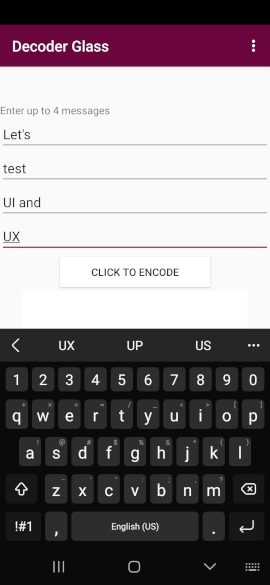 Decoder Glass
Enter up to 4 messages
Let's
test
UI and
UX
CLICK TO ENCODE
UX UP US
1 2 3 4 5 6 7 8 9 0
q w e r t y u i o p
a s d f g h j k l
z x c v b n m
!#1 , English (US) .